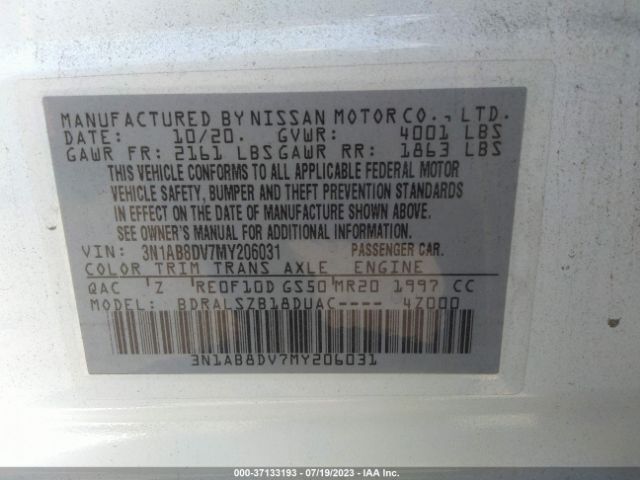 MANUFACTURED BY NISSAN MOTOR CO., LTD.
DATE: 10/20. GVWR: 4001 LBS
GAWR FR: 2161 LBS GAWR RR: 1863 LBS
THIS VEHICLE CONFORMS TO ALL APPLICABLE FEDERAL MOTOR
VEHICLE SAFETY, BUMPER AND THEFT PREVENTION STANDARDS
IN EFFECT ON THE DATE OF MANUFACTURE SHOWN ABOVE.
SEE OWNER'S MANUAL FOR ADDITIONAL INFORMATION.
VIN: 3N1AB8DV7MY206031 PASSENGER CAR.
COLOR TRIM TRANS AXLE ENGINE
QAC Z RE0F10D GS50 MR20 1997 CC
MODEL: BDRALSZB18DUAC---- 4Z000
3N1AB8DV7MY206031
000-37133193 - 07/19/2023 - IAA Inc.